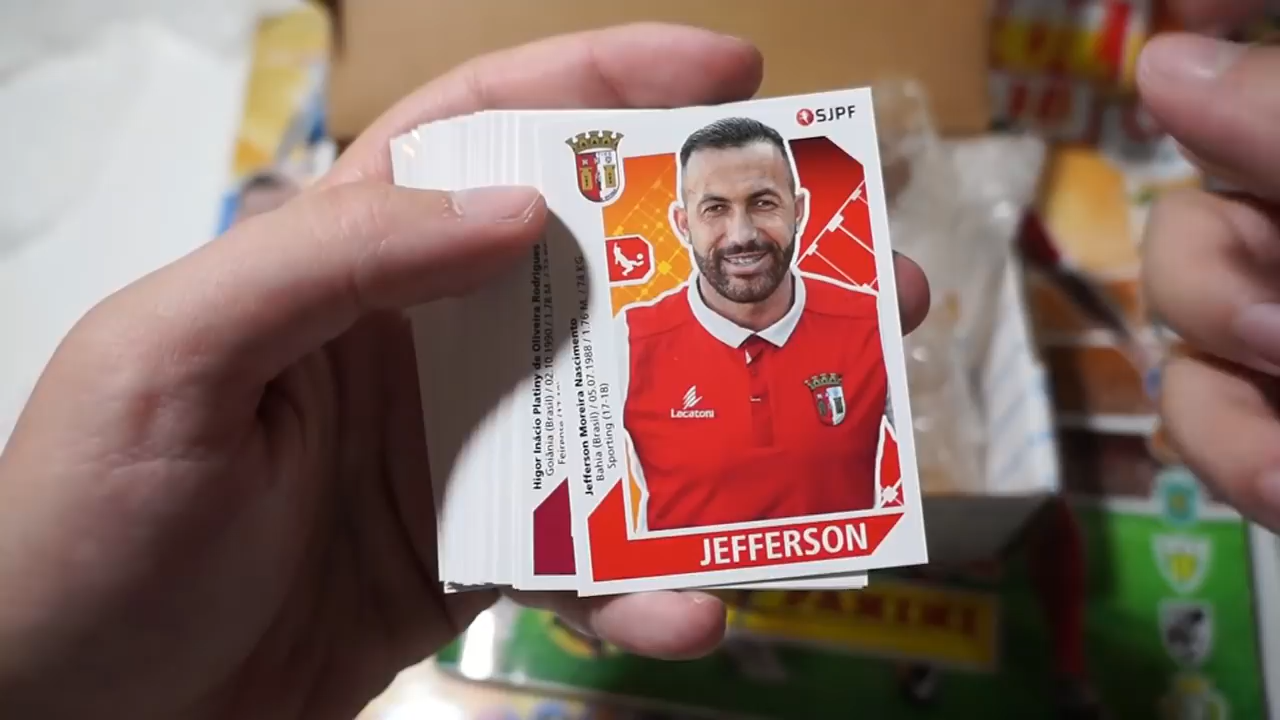 SJPF
Higor Inácio Platiny de Oliveira Rodrigues
Goiânia (Brasil) / 02.10.1990 / 1.78 M
Feirense
Jefferson Moreira Nascimento
Bahia (Brasil) / 05.07.1988 / 1.76 M. / 74 KG
Sporting (17-18)
Lacatoni
JEFFERSON
PANINI